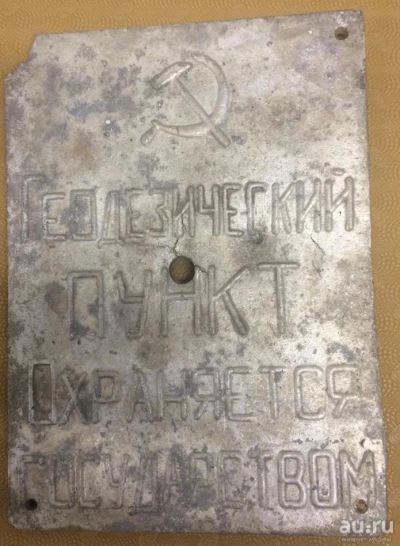 Геодезический
пункт
Охраняется
государством
au.ru